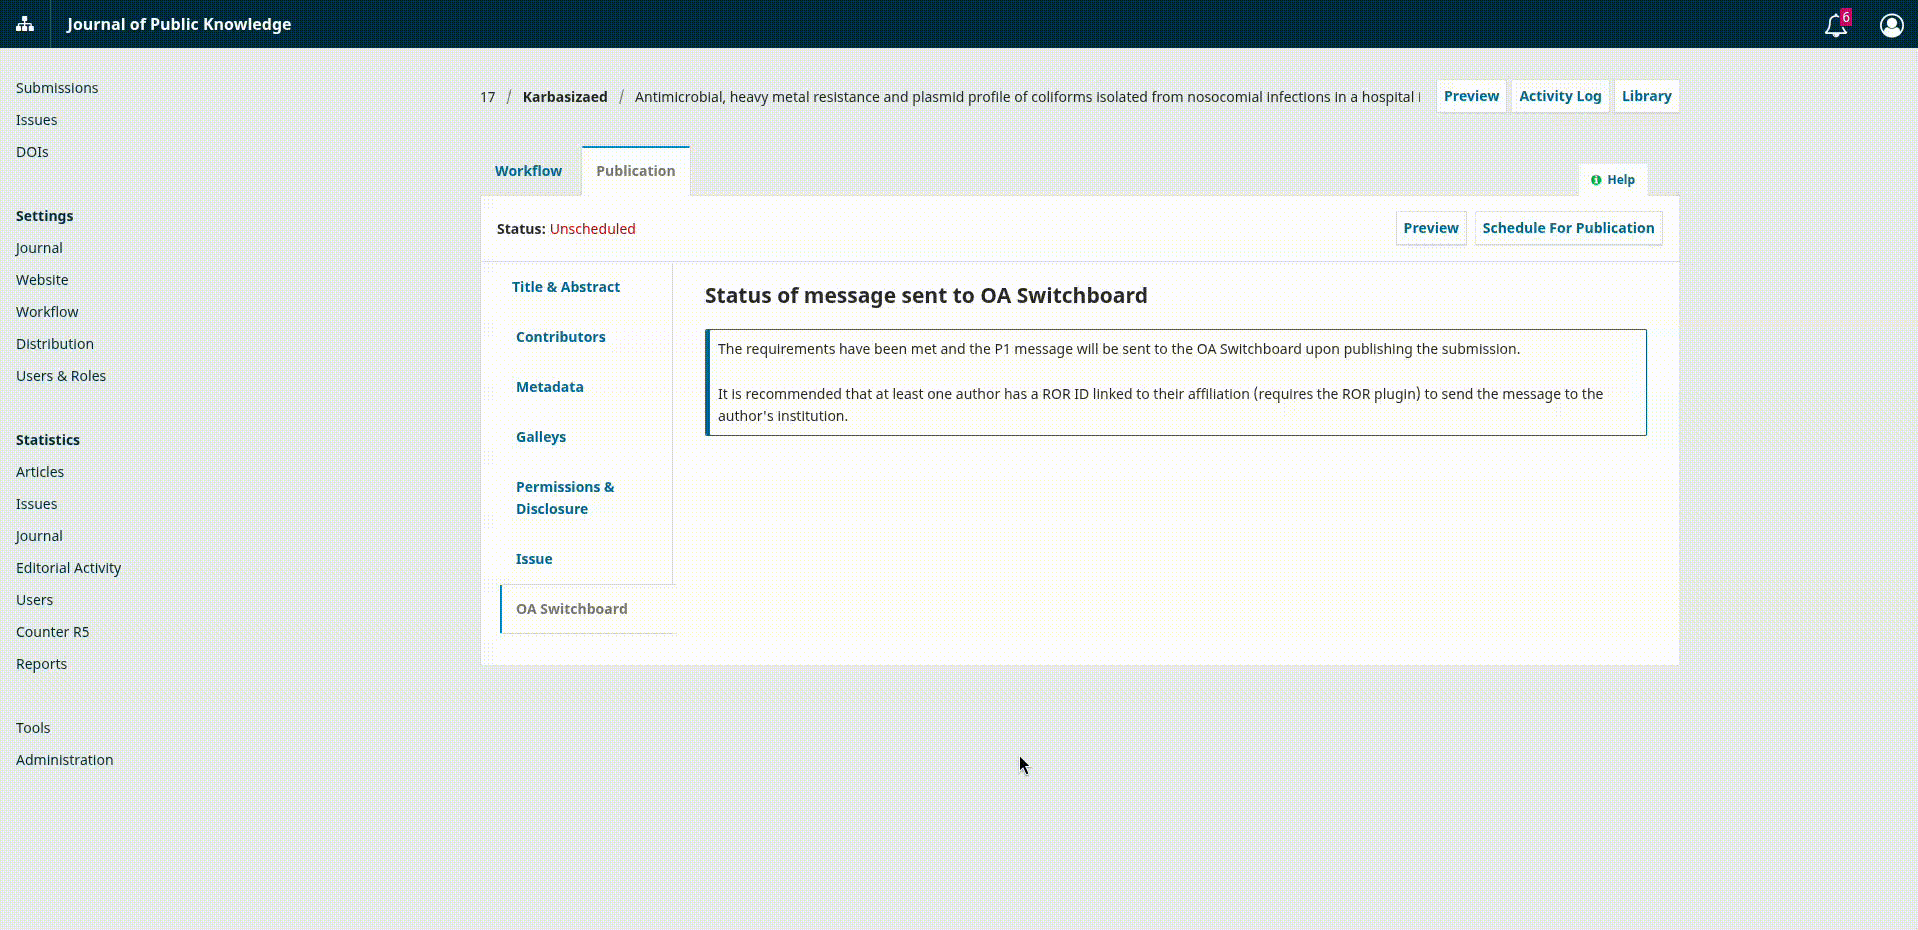 Journal of Public Knowledge
6
Submissions
Issues
DOIs
Settings
Journal
Website
Workflow
Distribution
Users & Roles
Statistics
Articles
Issues
Journal
Editorial Activity
Users
Counter R5
Reports
Tools
Administration
17 / Karbasizaed / Antimicrobial, heavy metal resistance and plasmid profile of coliforms isolated from nosocomial infections in a hospital
Preview
Activity Log
Library
Workflow
Publication
Help
Status: Unscheduled
Preview
Schedule For Publication
Title & Abstract
Contributors
Metadata
Galleys
Permissions &
Disclosure
Issue
OA Switchboard
Status of message sent to OA Switchboard
The requirements have been met and the P1 message will be sent to the OA Switchboard upon publishing the submission.
It is recommended that at least one author has a ROR ID linked to their affiliation (requires the ROR plugin) to send the message to the
author's institution.